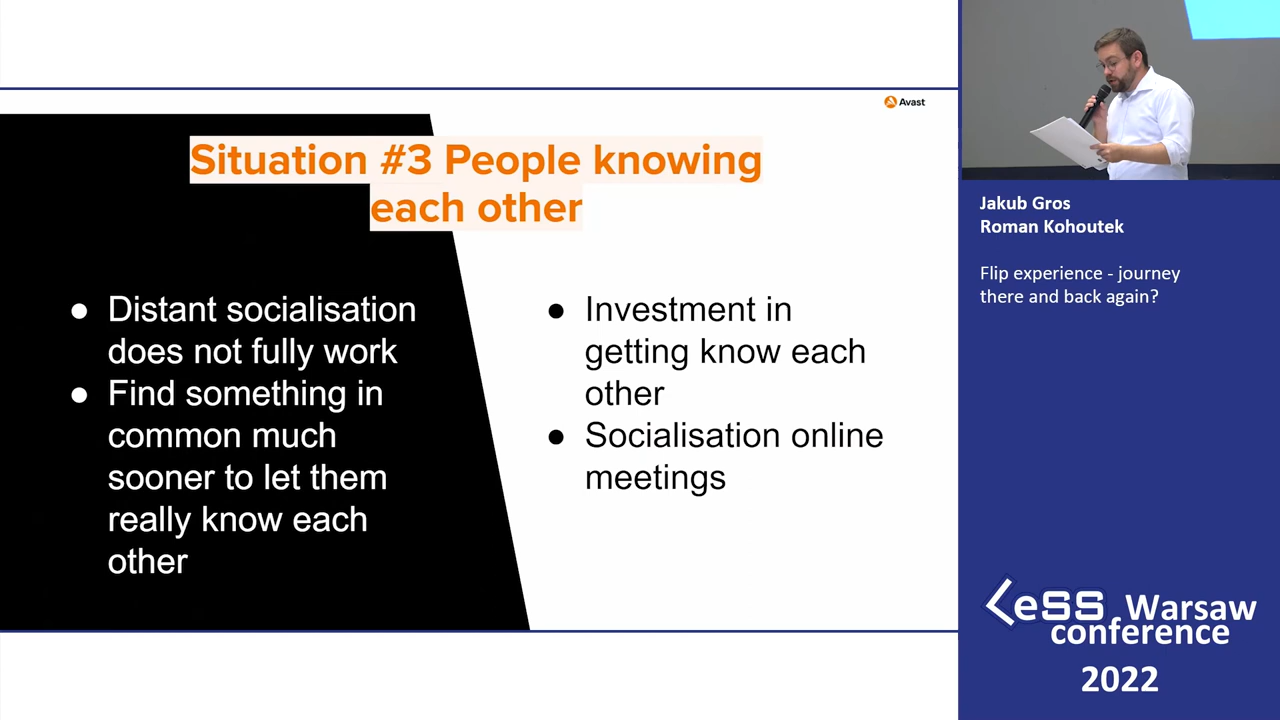 Avast
Situation #3 People knowing
each other
● Distant socialisation
does not fully work
● Find something in
common much
sooner to let them
really know each
other
● Investment in
getting know each
other
● Socialisation online
meetings
Jakub Gros
Roman Kohoutek
Flip experience - journey
there and back again?
LeSS Warsaw
conference
2022